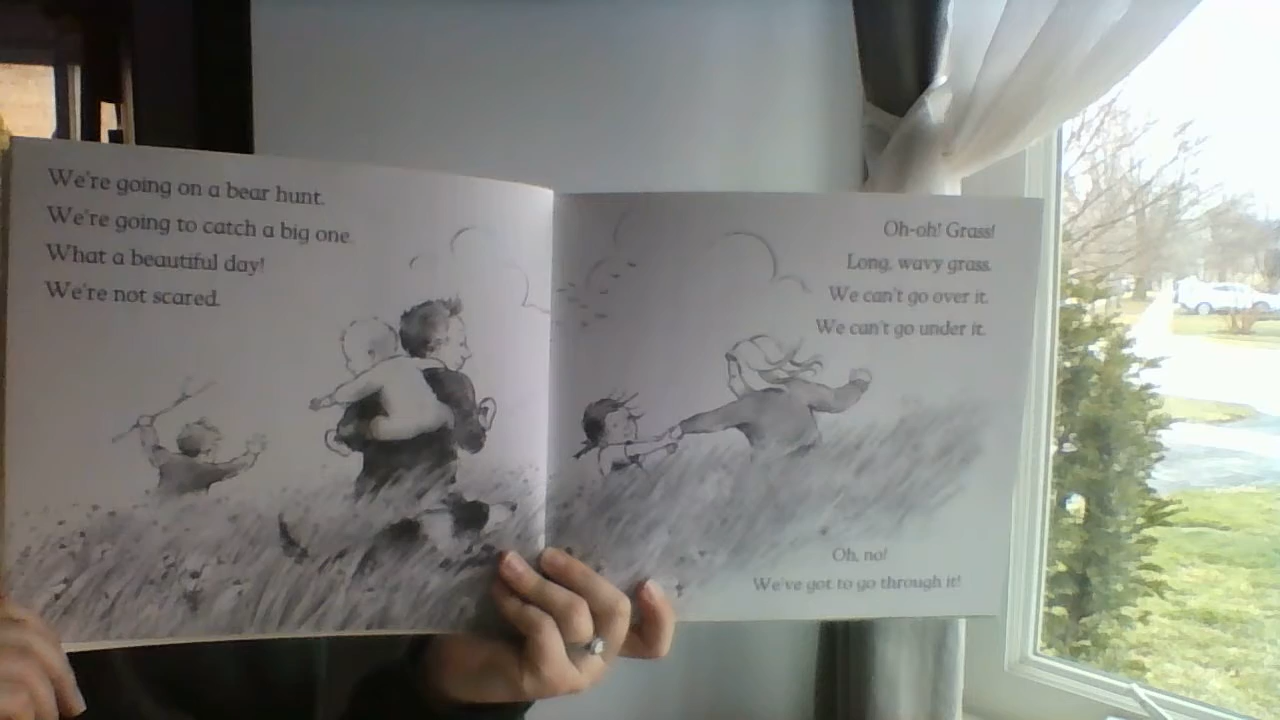 We're going on a bear hunt.
We're going to catch a big one.
What a beautiful day!
We're not scared.
Oh-oh! Grass!
Long, wavy grass.
We can't go over it.
We can't go under it.
Oh, no!
We've got to go through it!